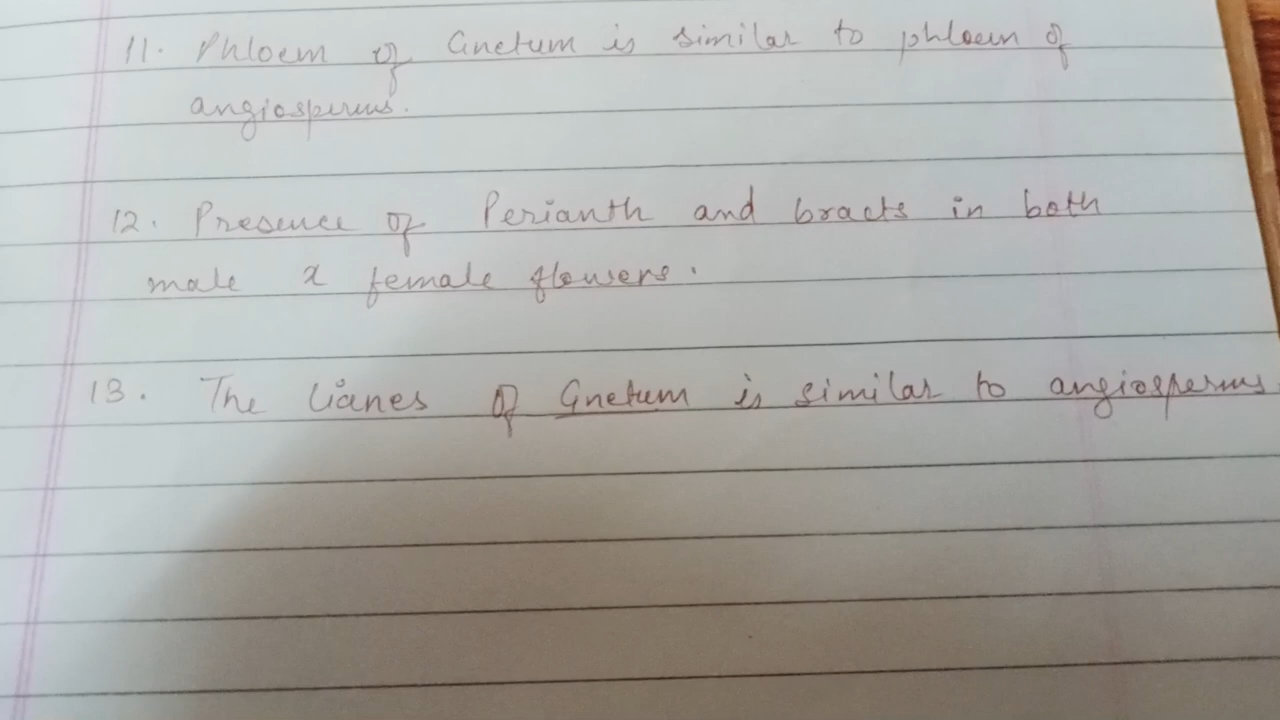 11. Phloem of Gnetum is similar to phloem of
angiosperms.
12. Presence of Perianth and bracts in both
male & female flowers.
13. The lianes of Gnetum is similar to angiosperms